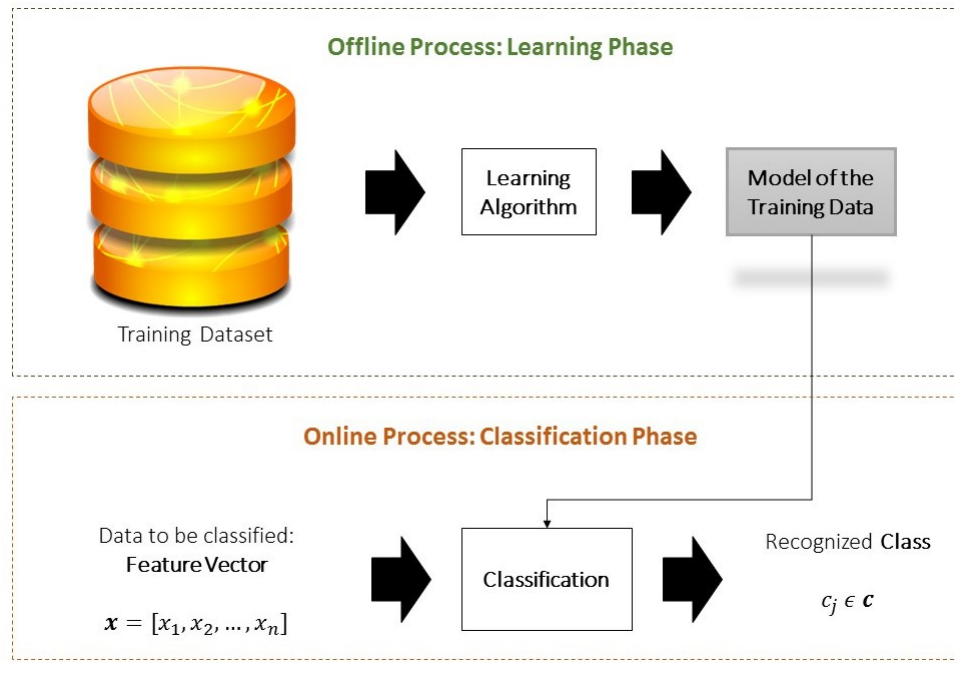 Offline Process: Learning Phase
Learning
Algorithm
Model of the
Training Data
Training Dataset
Online Process: Classification Phase
Data to be classified:
Feature Vector
x = [x₁, x₂, ..., xₙ]
Classification
Recognized Class
cⱼ ϵ c